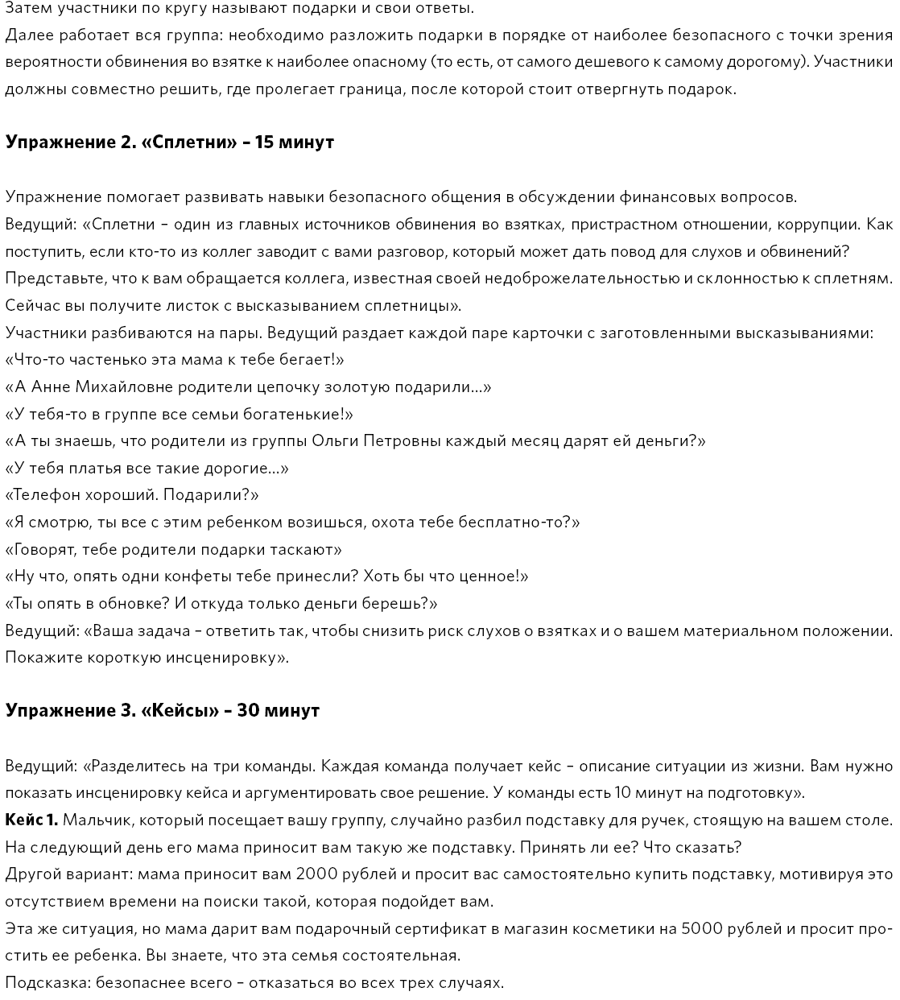 Затем участники по кругу называют подарки и свои ответы.
Далее работает вся группа: необходимо разложить подарки в порядке от наиболее безопасного с точки зрения
вероятности обвинения во взятке к наиболее опасному (то есть, от самого дешевого к самому дорогому). Участники
должны совместно решить, где пролегает граница, после которой стоит отвергнуть подарок.
Упражнение 2. «Сплетни» – 15 минут
Упражнение помогает развивать навыки безопасного общения в обсуждении финансовых вопросов.
Ведущий: «Сплетни – один из главных источников обвинения во взятках, пристрастном отношении, коррупции. Как
поступить, если кто-то из коллег заводит с вами разговор, который может дать повод для слухов и обвинений?
Представьте, что к вам обращается коллега, известная своей недоброжелательностью и склонностью к сплетням.
Сейчас вы получите листок с высказыванием сплетницы».
Участники разбиваются на пары. Ведущий раздает каждой паре карточки с заготовленными высказываниями:
«Что-то частенько эта мама к тебе бегает!»
«А Анне Михайловне родители цепочку золотую подарили…»
«У тебя-то в группе все семьи богатенькие!»
«А ты знаешь, что родители из группы Ольги Петровны каждый месяц дарят ей деньги?»
«У тебя платья все такие дорогие…»
«Телефон хороший. Подарили?»
«Я смотрю, ты все с этим ребенком возишься, охота тебе бесплатно-то?»
«Говорят, тебе родители подарки таскают»
«Ну что, опять одни конфеты тебе принесли? Хоть бы что ценное!»
«Ты опять в обновке? И откуда только деньги берешь?»
Ведущий: «Ваша задача – ответить так, чтобы снизить риск слухов о взятках и о вашем материальном положении.
Покажите короткую инсценировку».
Упражнение 3. «Кейсы» – 30 минут
Ведущий: «Разделитесь на три команды. Каждая команда получает кейс – описание ситуации из жизни. Вам нужно
показать инсценировку кейса и аргументировать свое решение. У команды есть 10 минут на подготовку».
Кейс 1. Мальчик, который посещает вашу группу, случайно разбил подставку для ручек, стоящую на вашем столе.
На следующий день его мама приносит вам такую же подставку. Принять ли ее? Что сказать?
Другой вариант: мама приносит вам 2000 рублей и просит вас самостоятельно купить подставку, мотивируя это
отсутствием времени на поиски такой, которая подойдет вам.
Эта же ситуация, но мама дарит вам подарочный сертификат в магазин косметики на 5000 рублей и просит про-
стить ее ребенка. Вы знаете, что эта семья состоятельная.
Подсказка: безопаснее всего – отказаться во всех трех случаях.